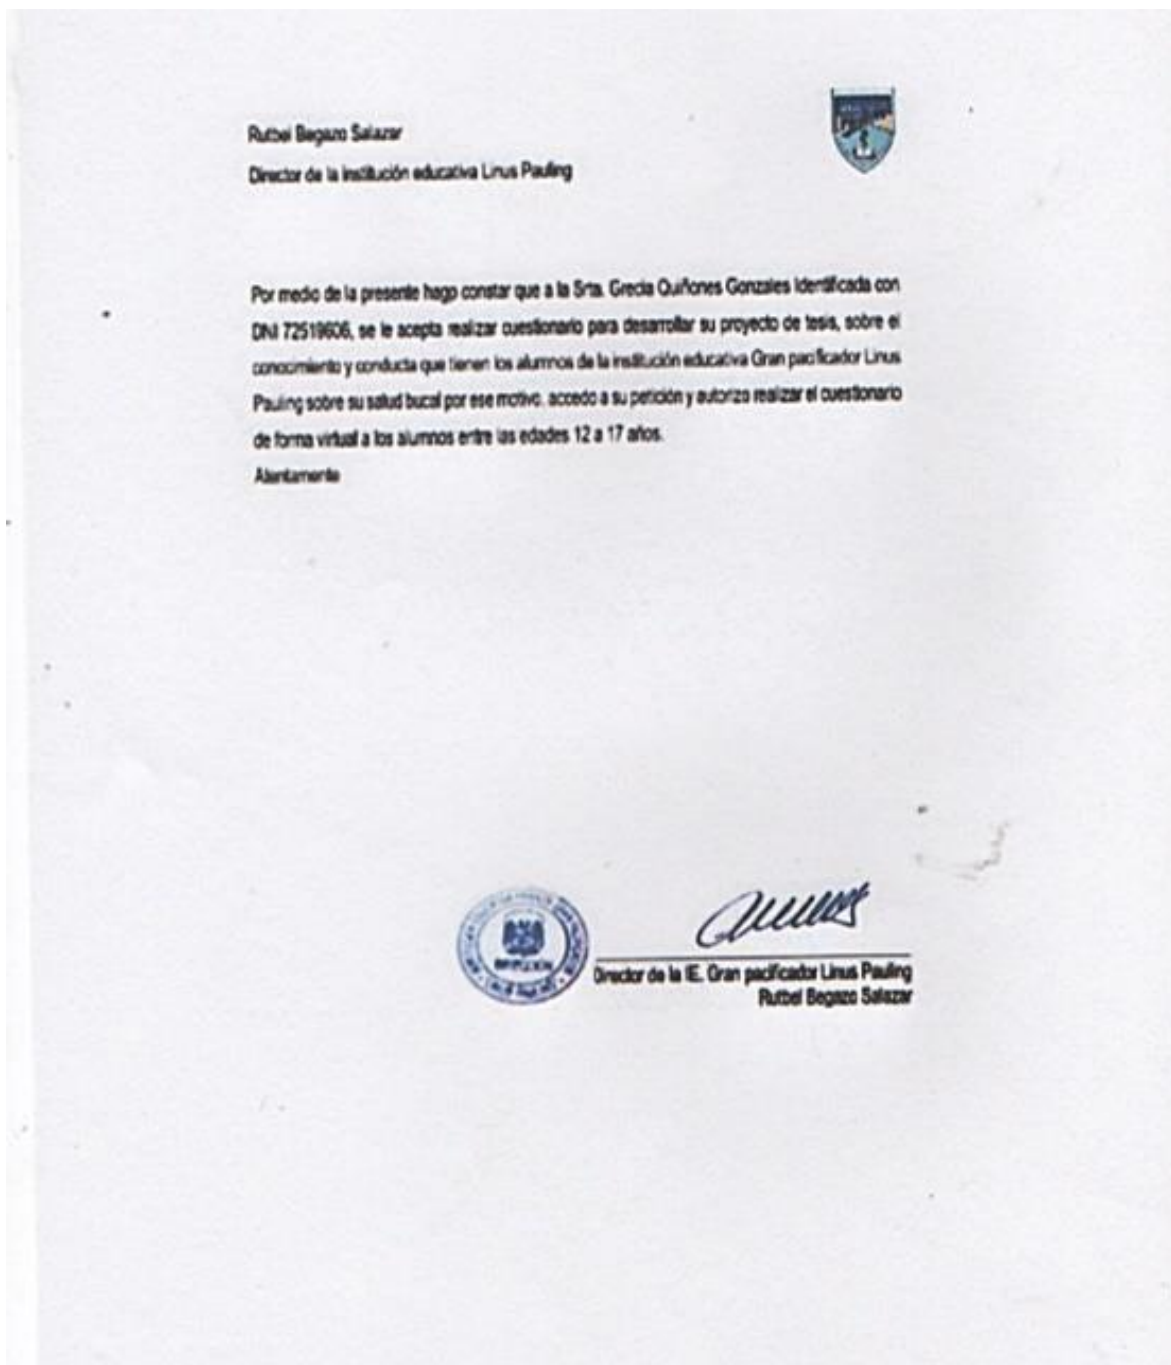 Rutbel Begazo Salazar
Director de la institución educativa Linus Pauling
Por medio de la presente hago constar que a la Srta. Grecia Quiñones Gonzales identificada con
DNI 72519606, se le acepta realizar cuestionario para desarrollar su proyecto de tesis, sobre el
conocimiento y conducta que tienen los alumnos de la institución educativa Gran pacificador Linus
Pauling sobre su salud bucal por ese motivo, accedo a su petición y autorizo realizar el cuestionario
de forma virtual a los alumnos entre las edades 12 a 17 años.
Atentamente
DIRECCION
Director de la IE. Gran pacificador Linus Pauling
Rutbel Begazo Salazar